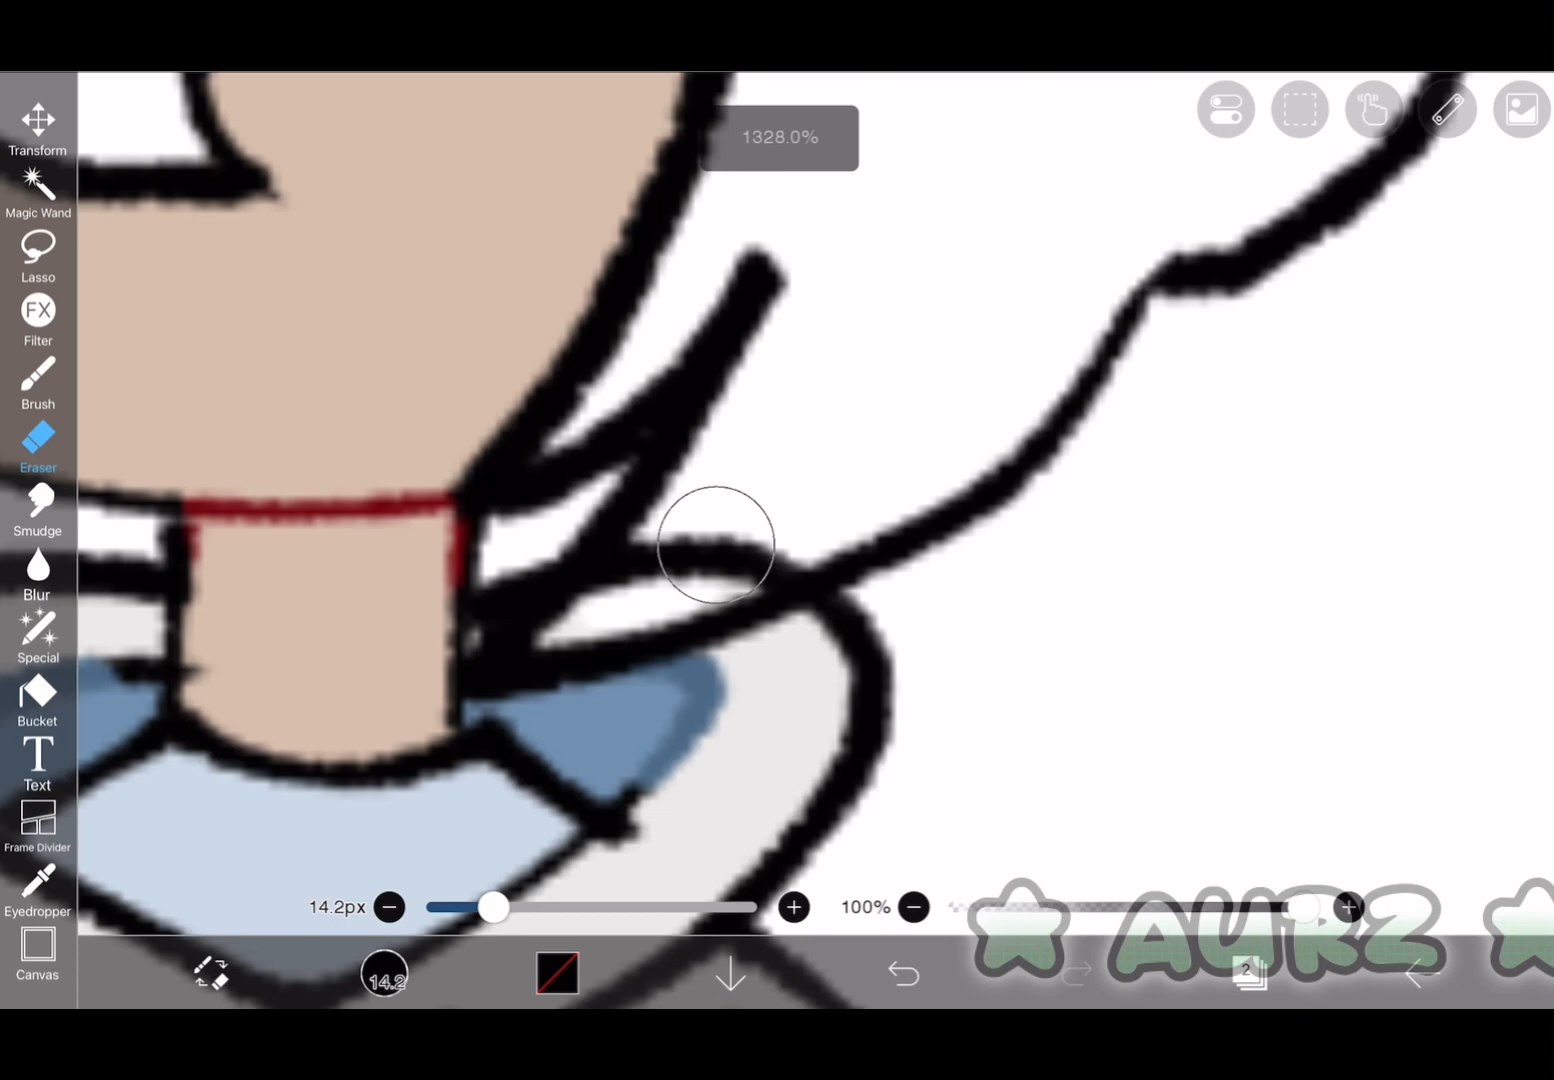 1328.0%
Transform
Magic Wand
Lasso
FX
Filter
Brush
Eraser
Smudge
Blur
Special
Bucket
T
Text
Frame Divider
Eyedropper
Canvas
14.2px
100%
14.2
2
AURZ